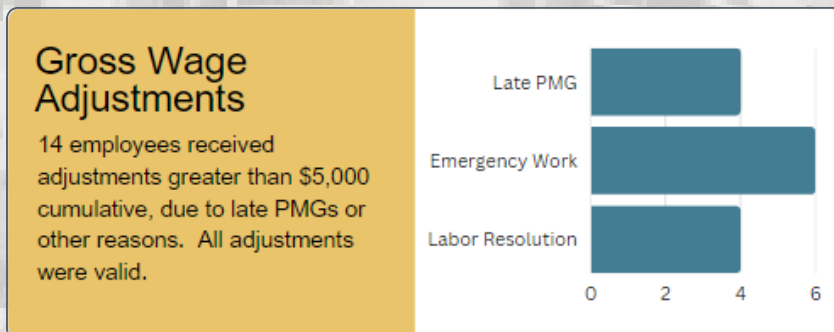 Gross Wage
Adjustments
14 employees received
adjustments greater than $5,000
cumulative, due to late PMGs or
other reasons.  All adjustments
were valid.
Late PMG
Emergency Work
Labor Resolution
0 2 4 6